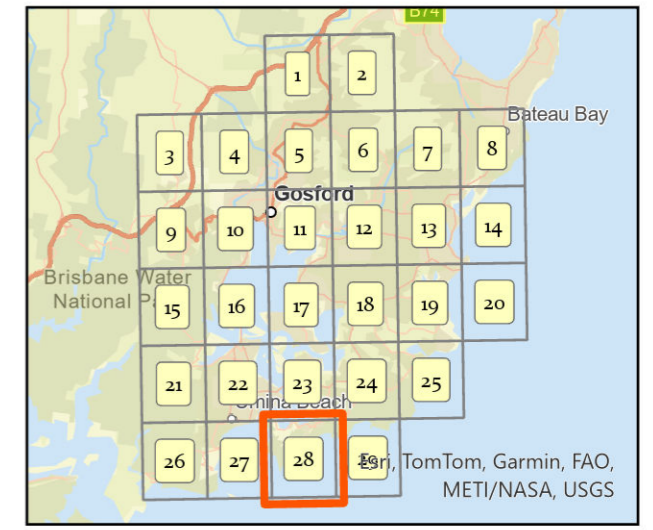 B74
1 2
Bateau Bay
3 4 5 6 7 8
Gosford
9 10 11 12 13 14
Brisbane Water
National Pa
15 16 17 18 19 20
21 22 23 24 25
Umina Beach
26 27 28 29 Esri, TomTom, Garmin, FAO,
METI/NASA, USGS